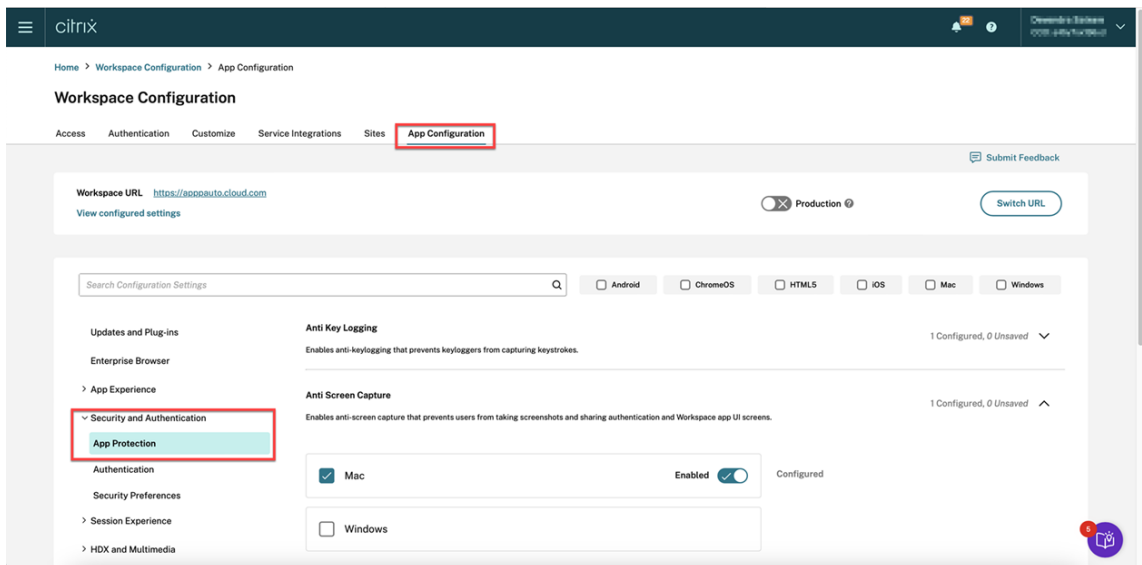 citrix
22
?
Home > Workspace Configuration > App Configuration
Workspace Configuration
Access Authentication Customize Service Integrations Sites App Configuration
Submit Feedback
Workspace URL https://apppauto.cloud.com
Production ?
Switch URL
View configured settings
Search Configuration Settings
Android ChromeOS HTML5 iOS Mac Windows
Updates and Plug-ins
Enterprise Browser
App Experience
Security and Authentication
App Protection
Authentication
Security Preferences
Session Experience
HDX and Multimedia
Anti Key Logging
1 Configured, 0 Unsaved
Enables anti-keylogging that prevents keyloggers from capturing keystrokes.
Anti Screen Capture
1 Configured, 0 Unsaved
Enables anti-screen capture that prevents users from taking screenshots and sharing authentication and Workspace app UI screens.
Mac Enabled Configured
Windows
5